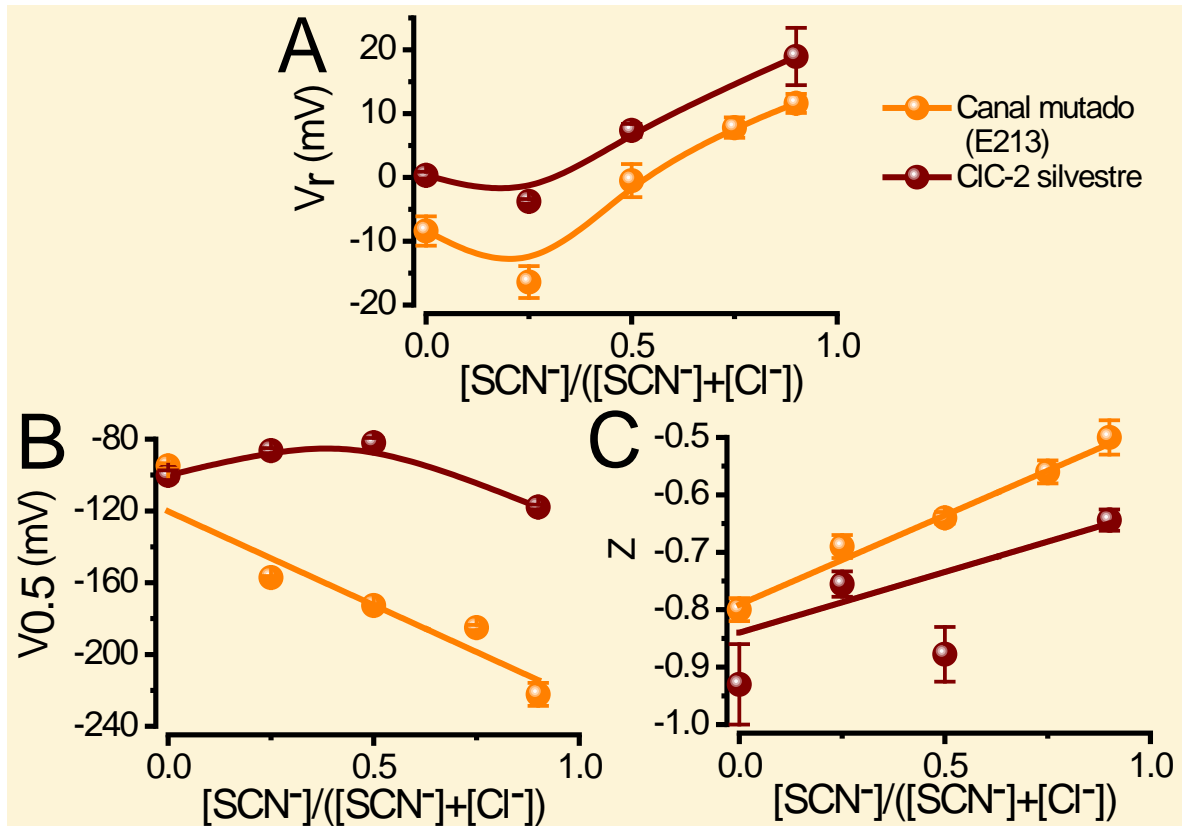 A
20
10
0
-10
-20
Vr (mV)
0.0 0.5 1.0
[SCN⁻]/([SCN⁻]+[Cl⁻])
Canal mutado
(E213)
ClC-2 silvestre
B
-80
-120
-160
-200
-240
V0.5 (mV)
0.0 0.5 1.0
[SCN⁻]/([SCN⁻]+[Cl⁻])
C
-0.5
-0.6
-0.7
-0.8
-0.9
-1.0
Z
0.0 0.5 1.0
[SCN⁻]/([SCN⁻]+[Cl⁻])